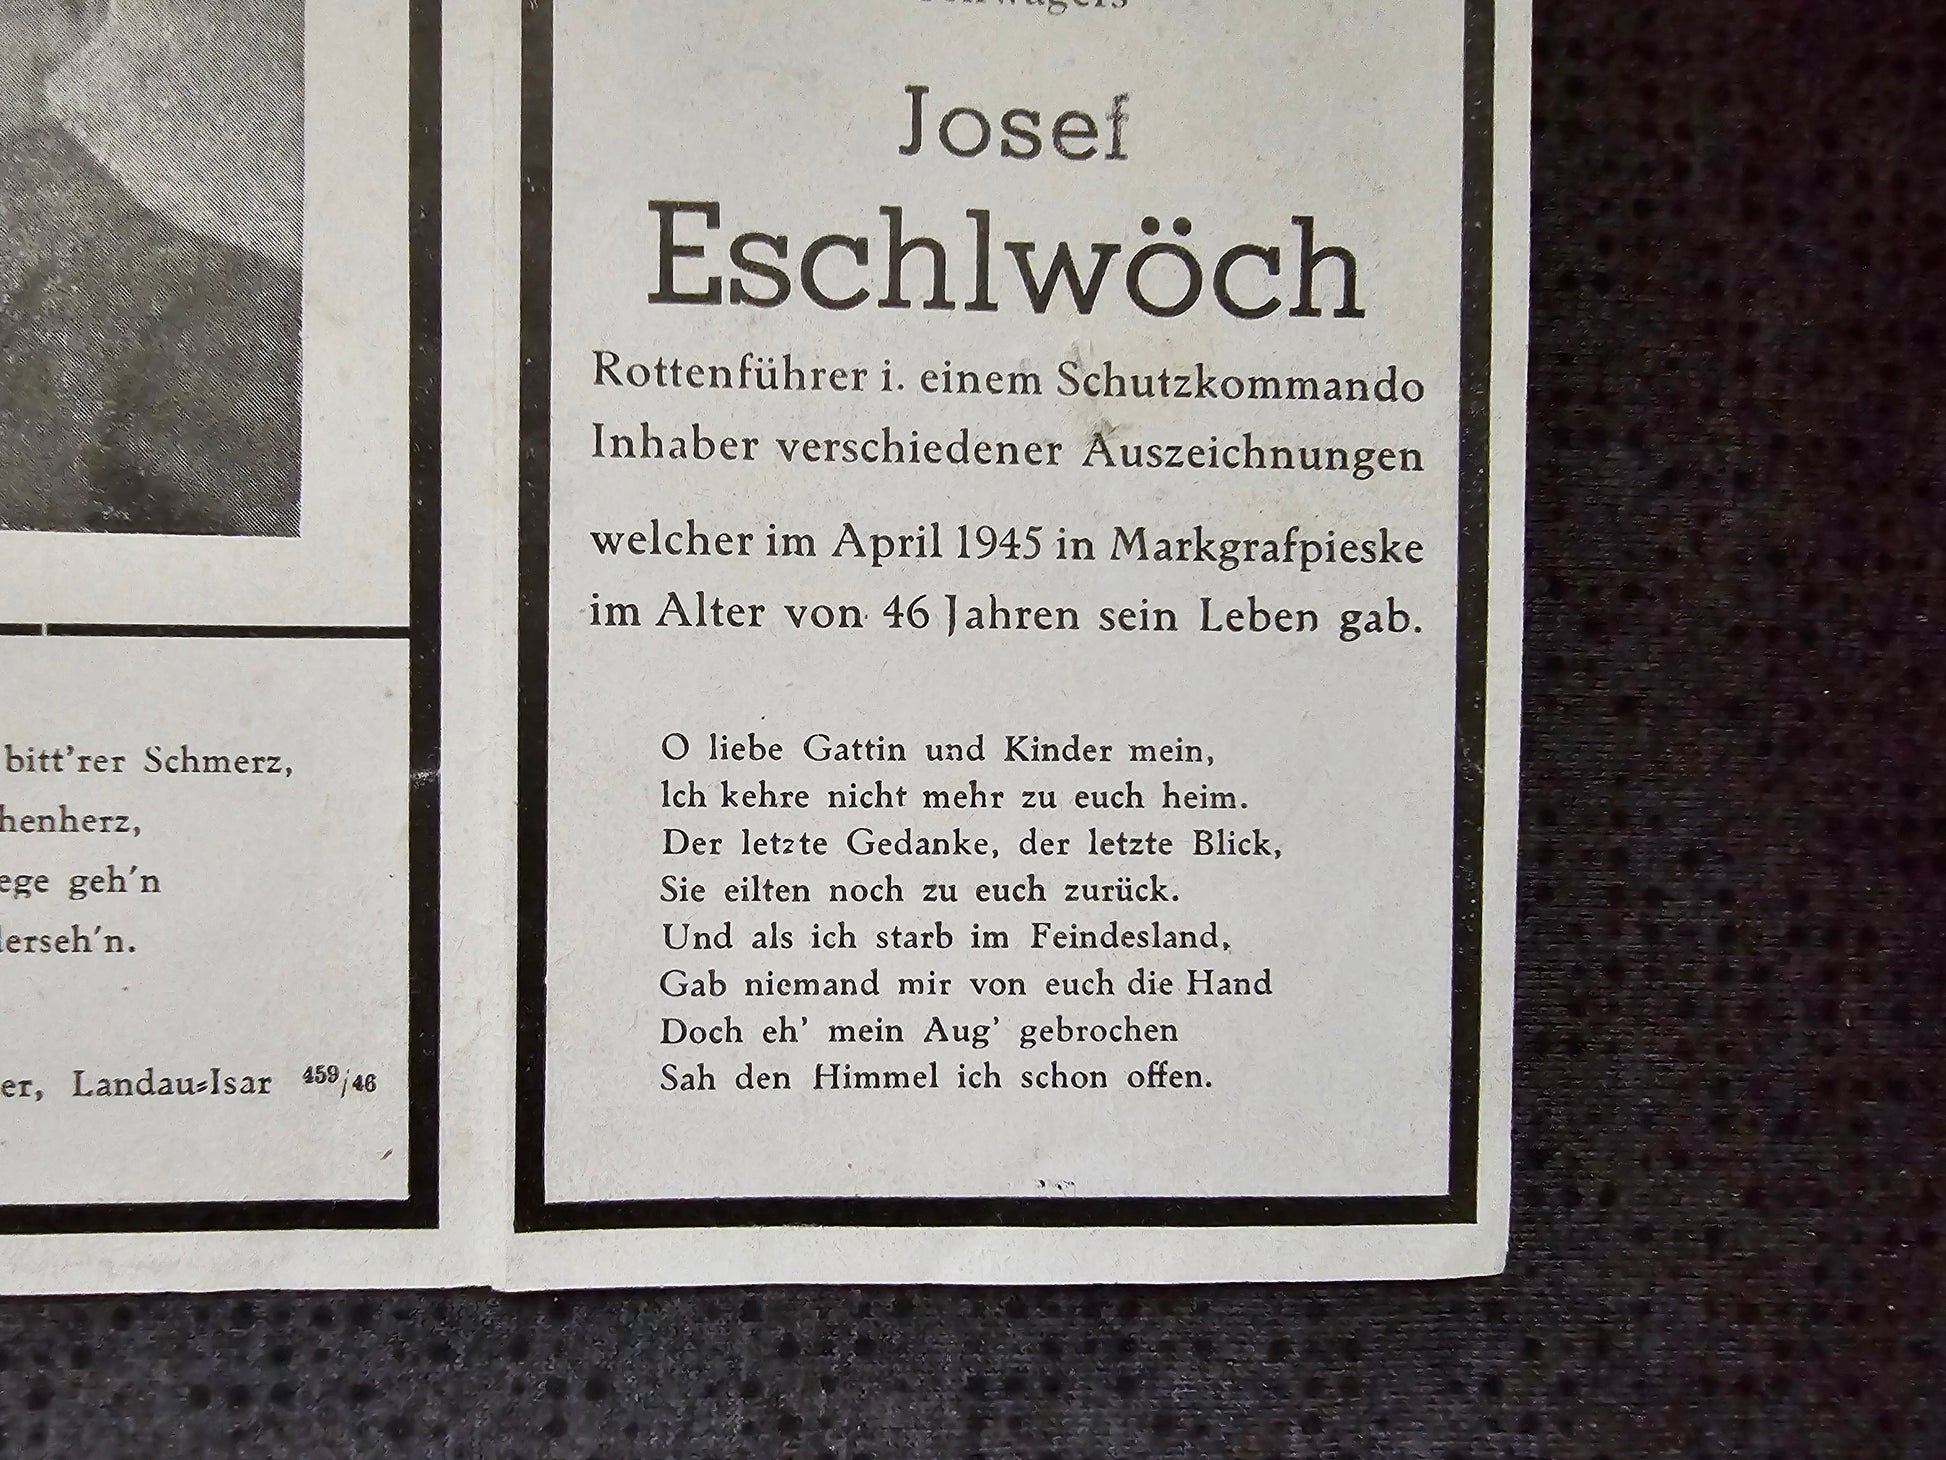 bitt'rer Schmerz,
geh'n
Landau-Isar 459/46
Josef
Eschlwöch
Rottenführer i. einem Schutzkommando
Inhaber verschiedener Auszeichnungen
welcher im April 1945 in Markgrafpieske
im Alter von 46 Jahren sein Leben gab.
O liebe Gattin und Kinder mein,
Ich kehre nicht mehr zu euch heim.
Der letzte Gedanke, der letzte Blick,
Sie eilten noch zu euch zurück.
Und als ich starb im Feindesland,
Gab niemand mir von euch die Hand
Doch eh' mein Aug' gebrochen
Sah den Himmel ich schon offen.